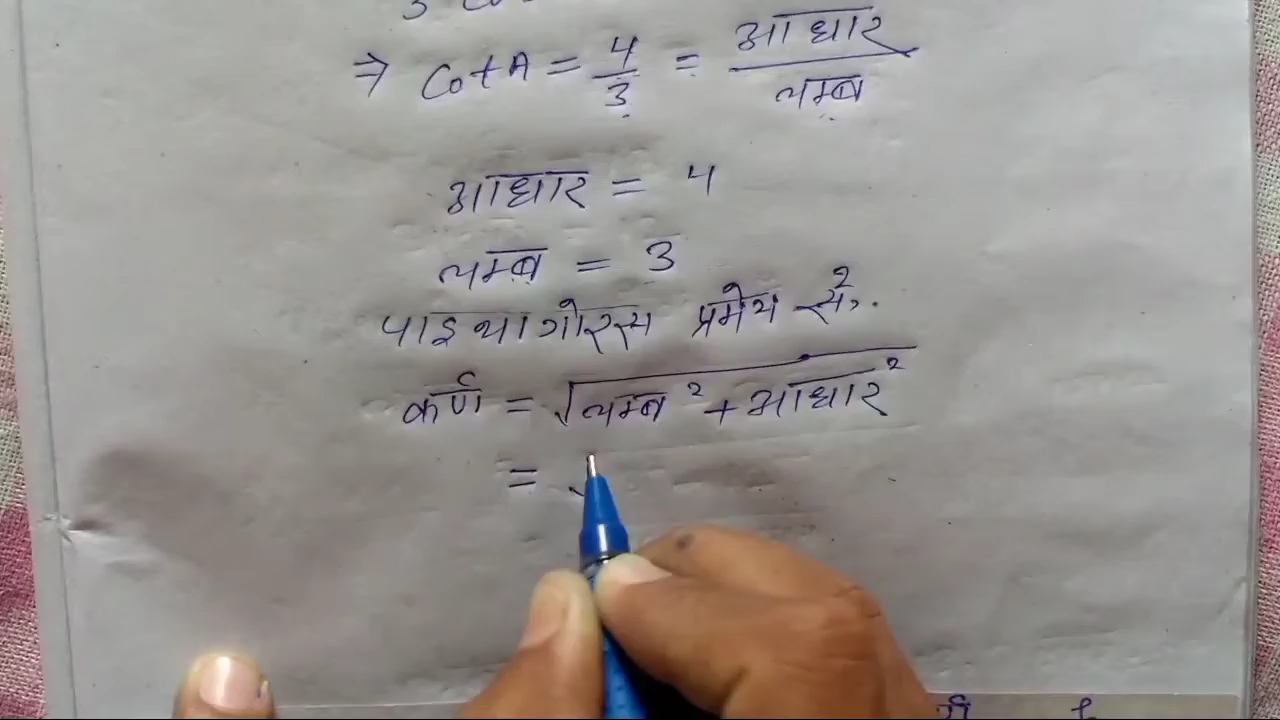 ⇒ Cot A = 4/3 = आधार/लम्ब
आधार = 4
लम्ब = 3
पाइथागोरस प्रमेय से,
कर्ण = √लम्ब² + आधार²
=